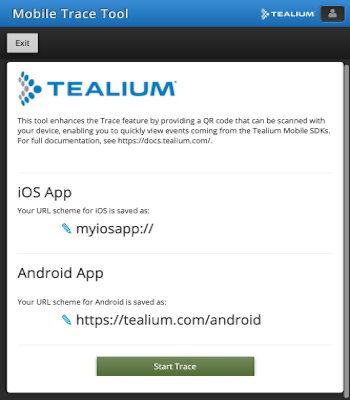 Mobile Trace Tool
TEALIUM
Exit
TEALIUM
This tool enhances the Trace feature by providing a QR code that can be scanned with
your device, enabling you to quickly view events coming from the Tealium Mobile SDKs.
For full documentation, see https://docs.tealium.com/.
iOS App
Your URL scheme for iOS is saved as:
myiosapp://
Android App
Your URL scheme for Android is saved as:
https://tealium.com/android
Start Trace